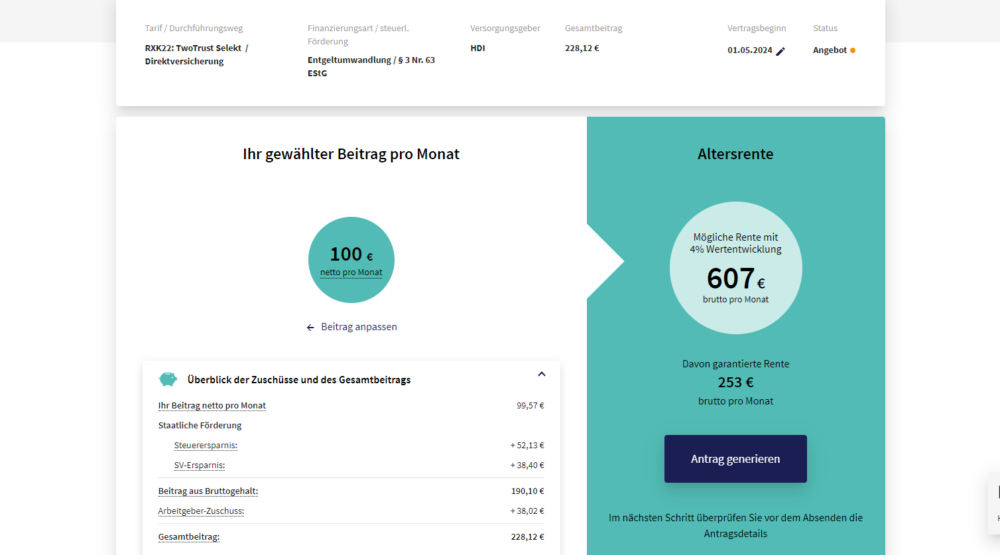 Tarif / Durchführungsweg
RXK22: TwoTrust Selekt /
Direktversicherung
Finanzierungsart / steuerl.
Förderung
Entgeltumwandlung / § 3 Nr. 63
EStG
Versorgungsgeber
HDI
Gesamtbeitrag
228,12 €
Vertragsbeginn
01.05.2024
Status
Angebot
Ihr gewählter Beitrag pro Monat
100 €
netto pro Monat
Beitrag anpassen
Überblick der Zuschüsse und des Gesamtbeitrags
Ihr Beitrag netto pro Monat 99,57 €
Staatliche Förderung
Steuerersparnis: + 52,13 €
SV-Ersparnis: + 38,40 €
Beitrag aus Bruttogehalt: 190,10 €
Arbeitgeber-Zuschuss: + 38,02 €
Gesamtbeitrag: 228,12 €
Altersrente
Mögliche Rente mit
4% Wertentwicklung
607 €
brutto pro Monat
Davon garantierte Rente
253 €
brutto pro Monat
Antrag generieren
Im nächsten Schritt überprüfen Sie vor dem Absenden die
Antragsdetails